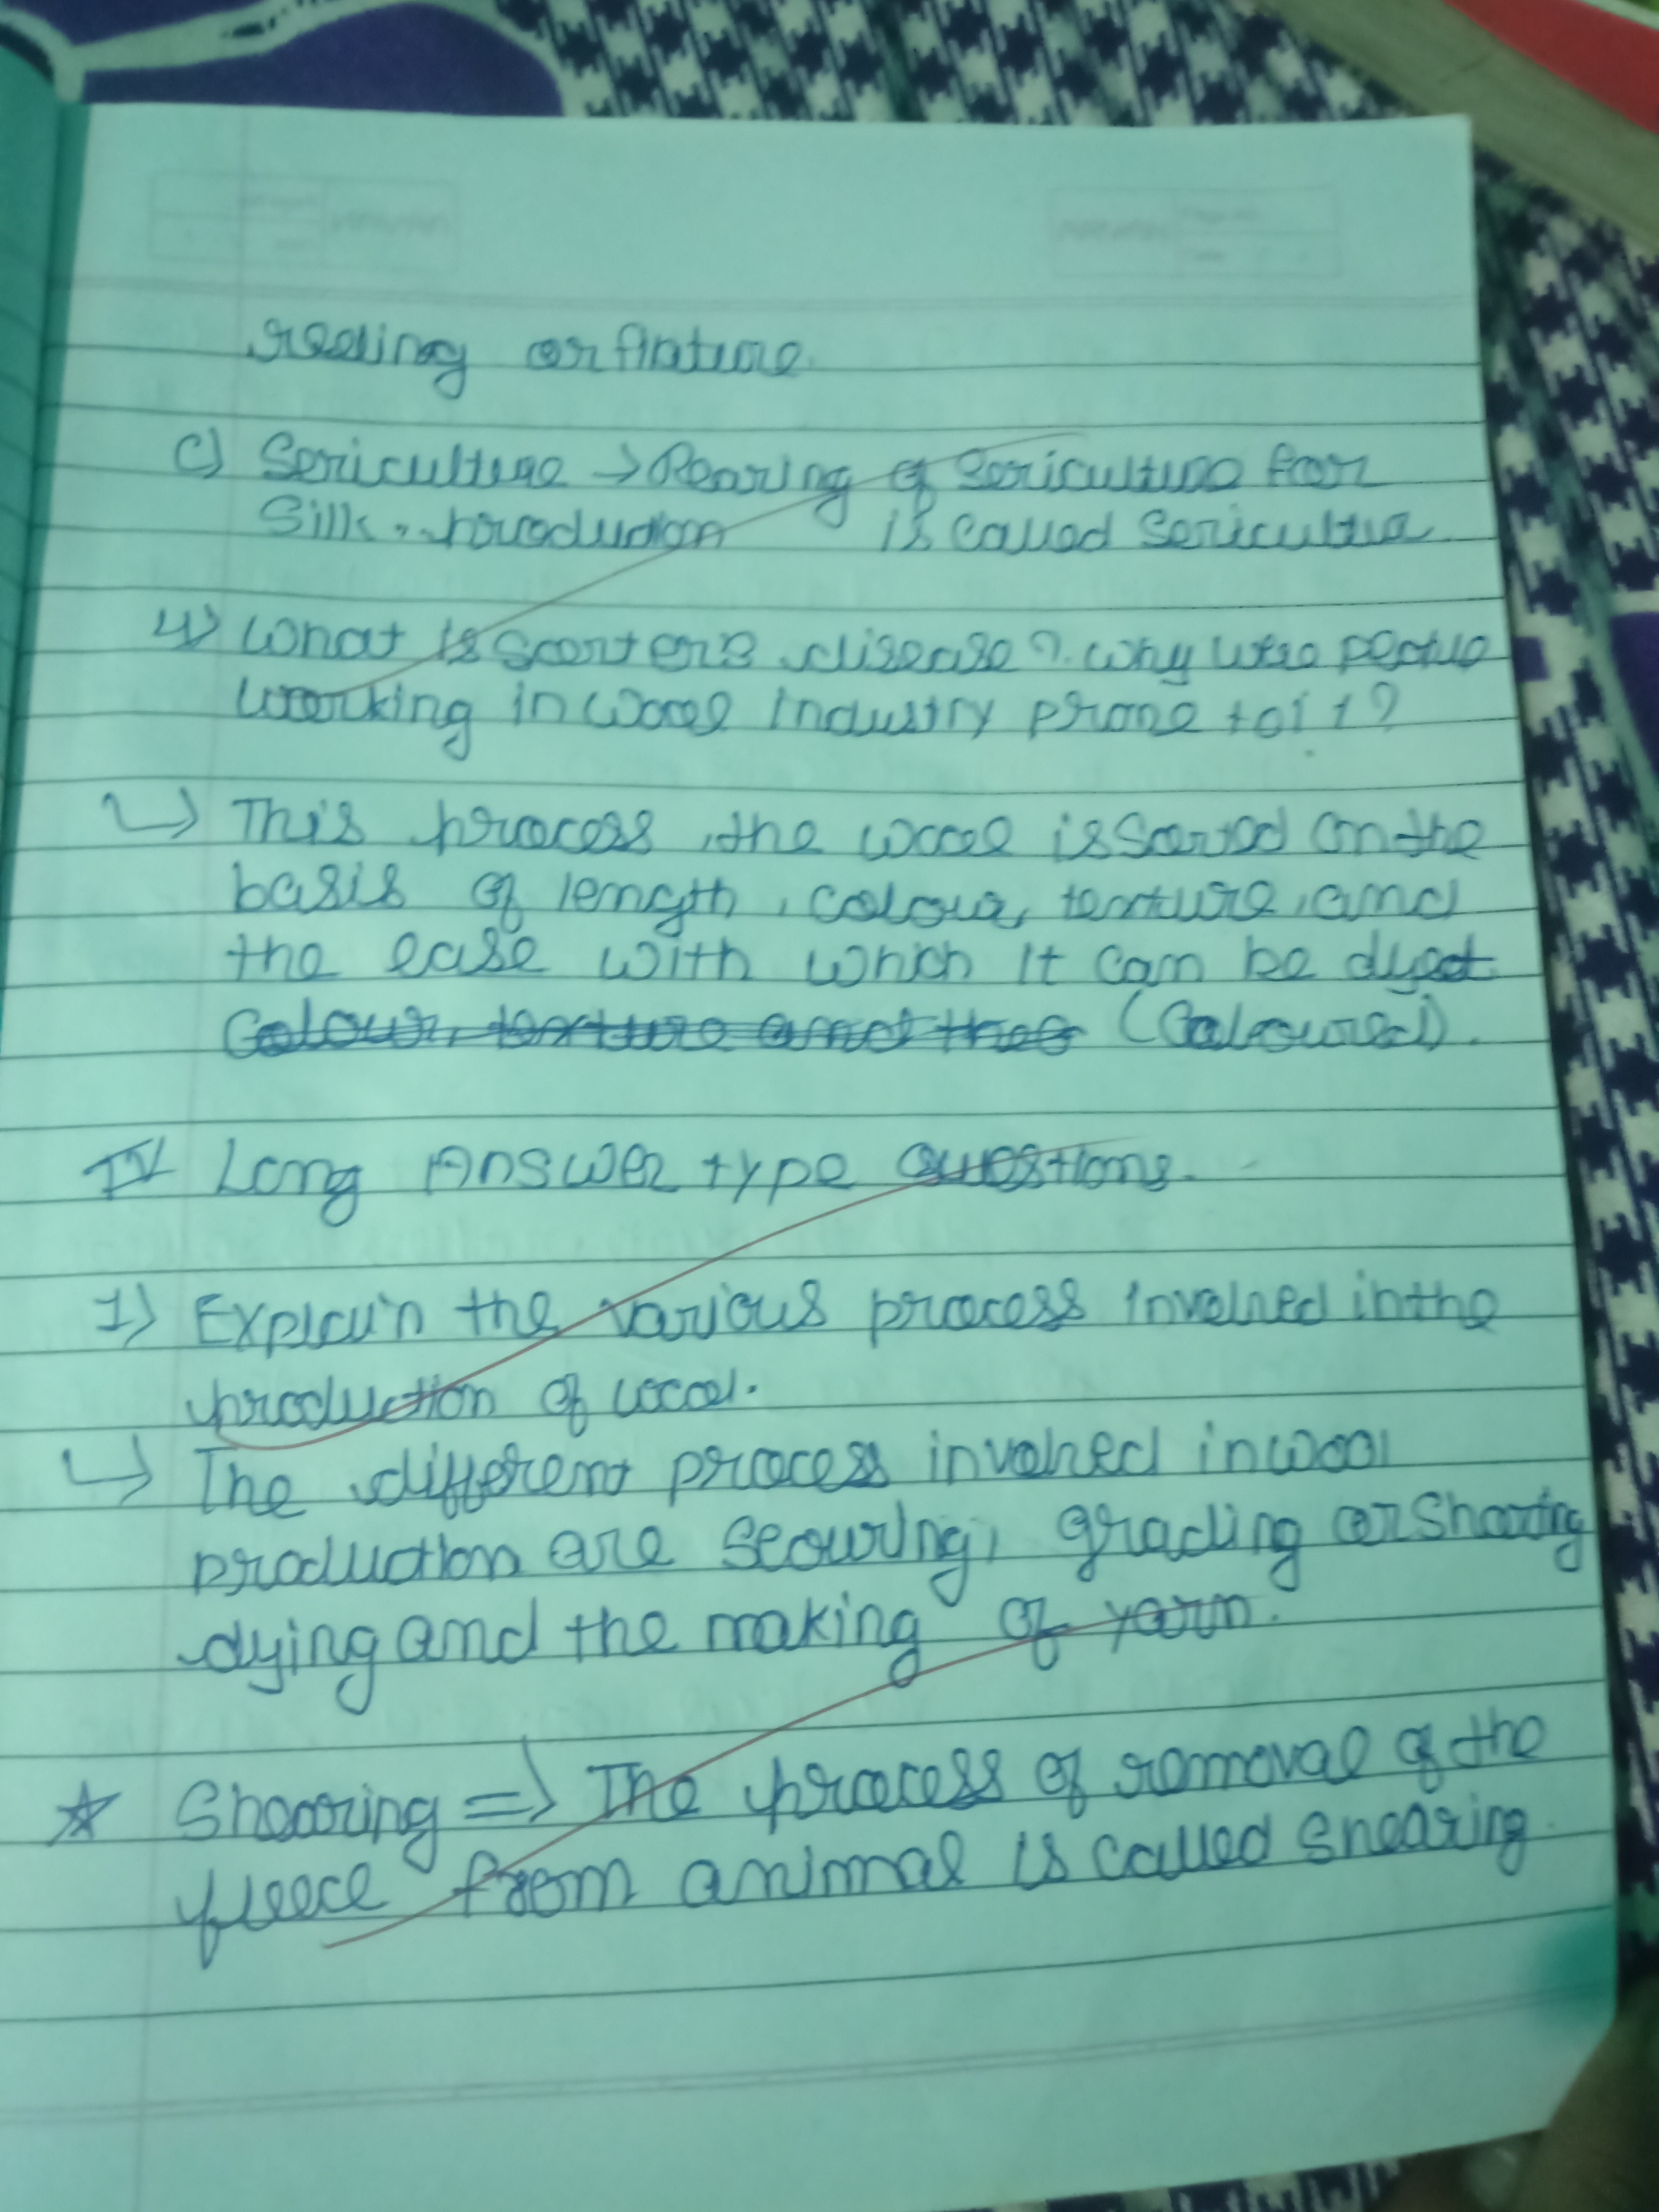 reeling or filature
c) Sericulture → Rearing of Sericulture for
Silk production is called Sericulture
4) What is sorter's disease? Why were people
working in wool industry prone to it?
↳ This process, the wool is Sorted on the
basis of length, colour, texture, and
the ease with which it can be dyed
Colour, texture and the (Coloured).
IV Long Answer type Questions.
1) Explain the various process involved in the
production of wool.
↳ The different process involved in wool
production are scouring, grading or Shearing
dying and the making of yarn.
☆ Shearing => The process of removal of the
fleece from animal is called shearing.